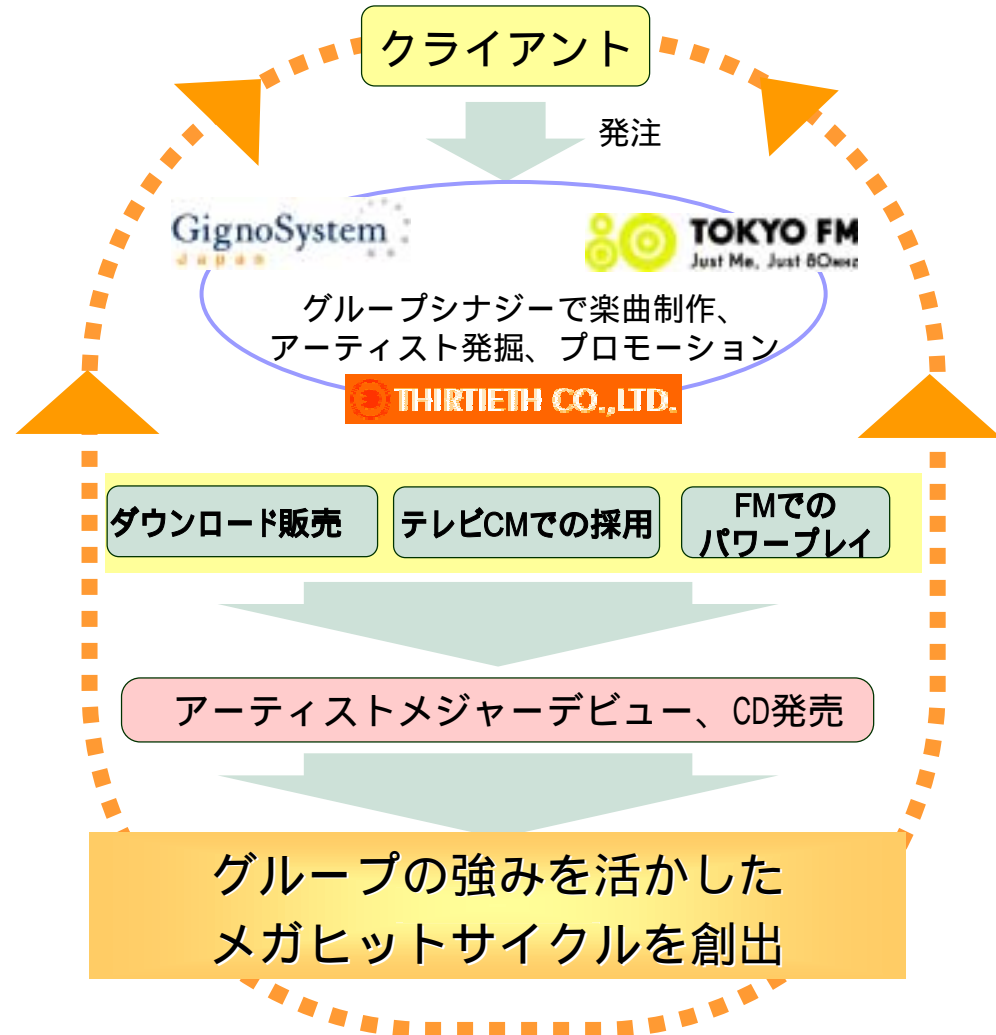 クライアント
発注
GignoSystem
Japan
TOKYO FM
Just Me, Just 80MHZ
グループシナジーで楽曲制作、
アーティスト発掘、プロモーション
THIRTIETH CO.,LTD.
ダウンロード販売
テレビCMでの採用
FMでの
パワープレイ
アーティストメジャーデビュー、CD発売
グループの強みを活かした
メガヒットサイクルを創出